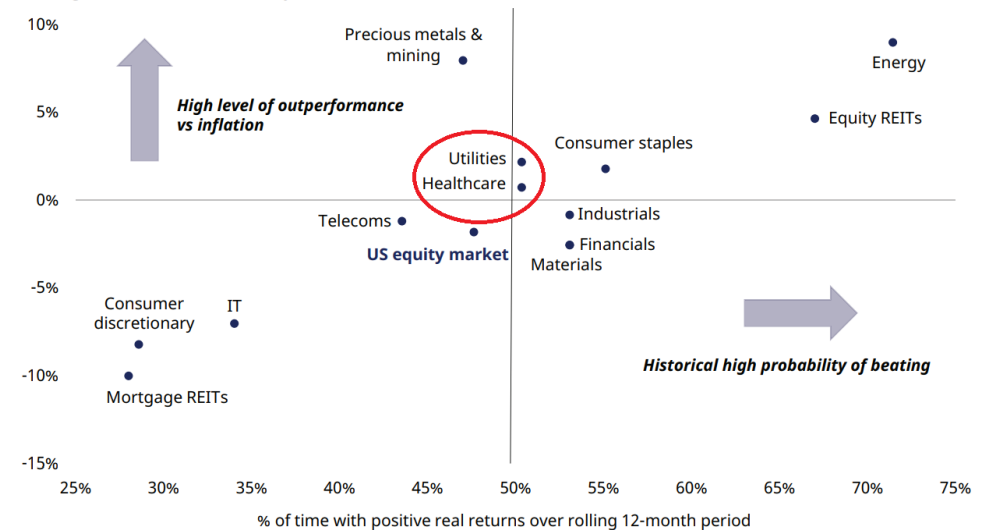 10%
Precious metals &
mining
Energy
High level of outperformance
vs inflation
5%
Equity REITs
Consumer staples
Utilities
Healthcare
0%
Industrials
Telecoms
Financials
US equity market
Materials
-5%
Consumer
discretionary
IT
Historical high probability of beating
-10%
Mortgage REITs
-15%
25% 30% 35% 40% 45% 50% 55% 60% 65% 70% 75%
% of time with positive real returns over rolling 12-month period